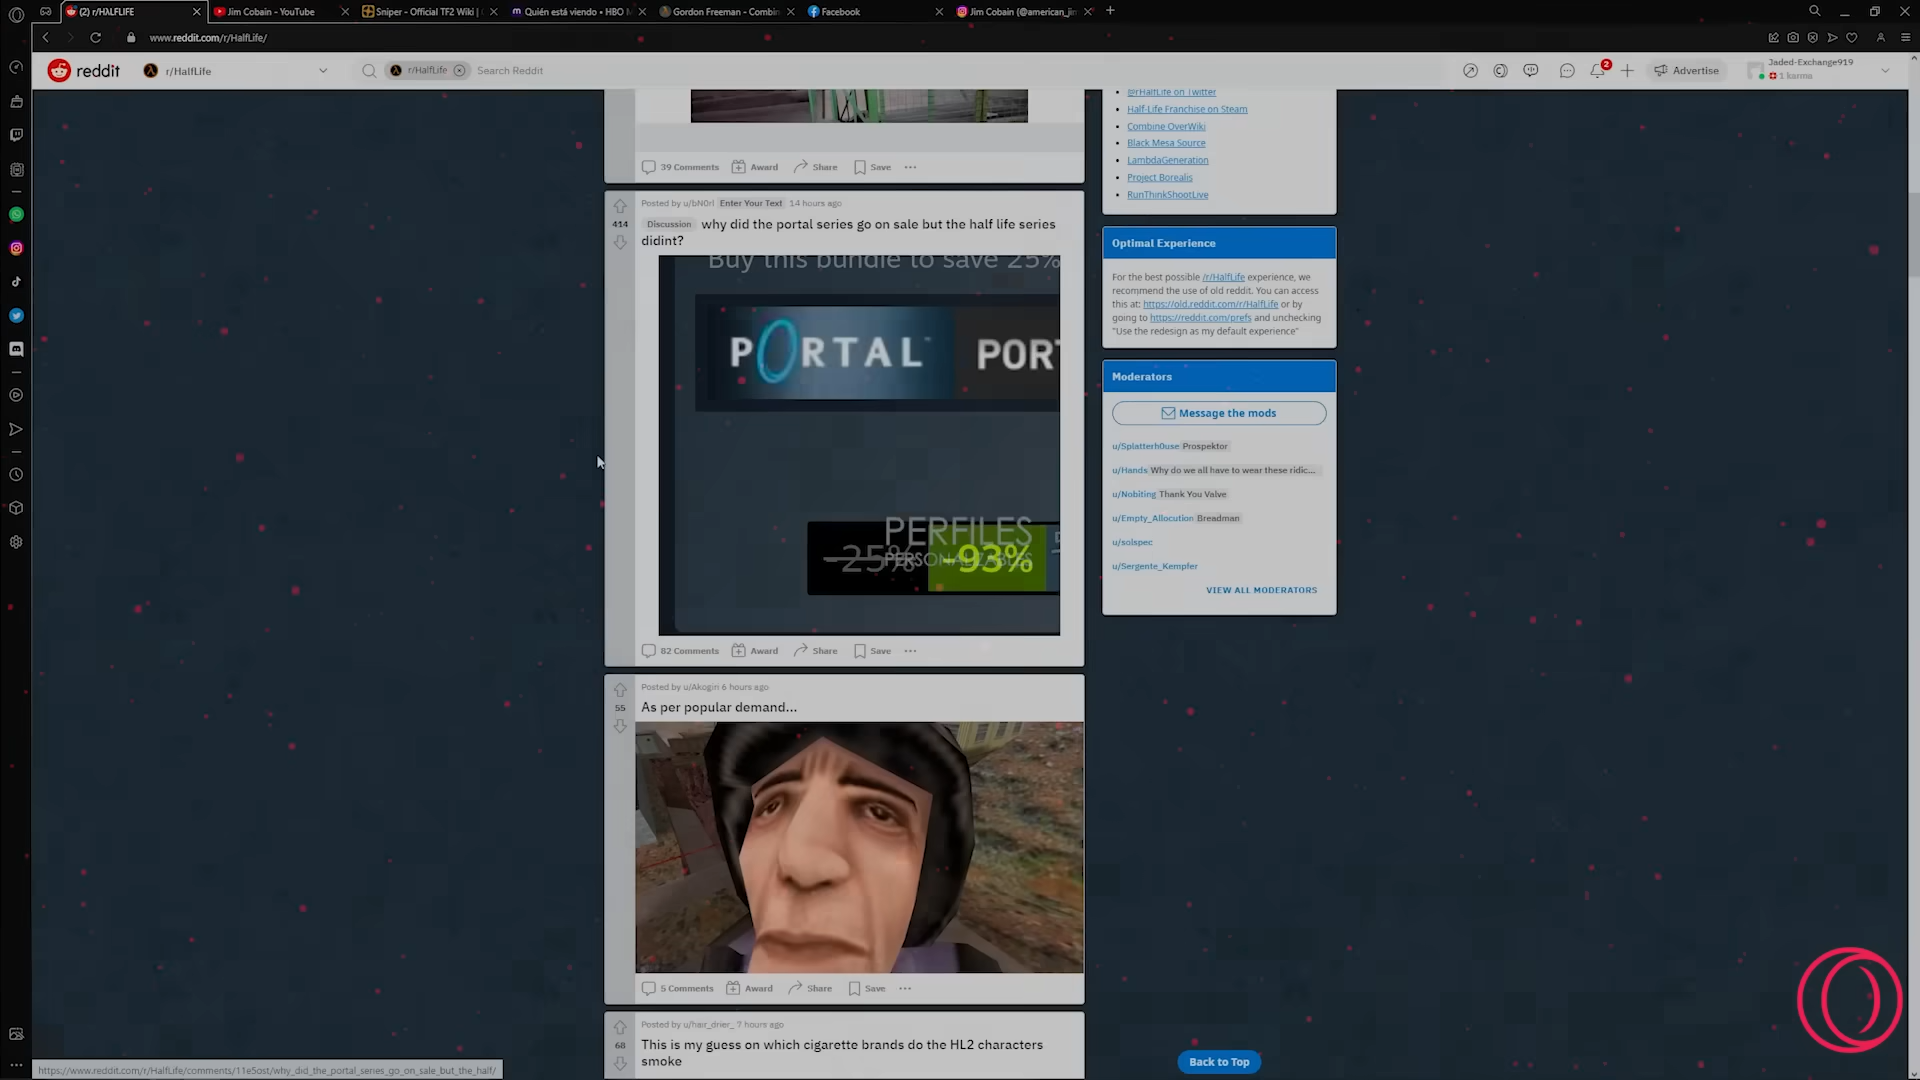 (2) r/HλLFLIFE
Jim Cobain - YouTube
Sniper - Official TF2 Wiki |
Quién está viendo • HBO M
Gordon Freeman - Combin
Facebook
Jim Cobain (@american_jin
www.reddit.com/r/HalfLife/
reddit
r/HalfLife
r/HalfLife
Search Reddit
2
Advertise
Jaded-Exchange919
1 karma
39 Comments
Award
Share
Save
@rHalfLife on Twitter
Half-Life Franchise on Steam
Combine OverWiki
Black Mesa Source
LambdaGeneration
Project Borealis
RunThinkShootLive
414
Posted by u/bN0rl Enter Your Text 14 hours ago
Discussion why did the portal series go on sale but the half life series
didint?
Buy this bundle to save 25%
PORTAL™
PORT
-25%
-93%
PERFILES
PERSONALIZABLES
82 Comments
Award
Share
Save
Optimal Experience
For the best possible /r/HalfLife experience, we
recommend the use of old reddit. You can access
this at: https://old.reddit.com/r/HalfLife or by
going to https://reddit.com/prefs and unchecking
"Use the redesign as my default experience"
Moderators
Message the mods
u/Splatterh0use Prospektor
u/Hands Why do we all have to wear these ridic...
u/Nobiting Thank You Valve
u/Empty_Allocution Breadman
u/solspec
u/Sergente_Kempfer
VIEW ALL MODERATORS
55
Posted by u/Akogin 6 hours ago
As per popular demand...
5 Comments
Award
Share
Save
68
Posted by u/hær_drier_ 7 hours ago
This is my guess on which cigarette brands do the HL2 characters
smoke
Back to Top
https://www.reddit.com/r/HalfLife/comments/11e5ost/why_did_the_portal_series_go_on_sale_but_the_half/